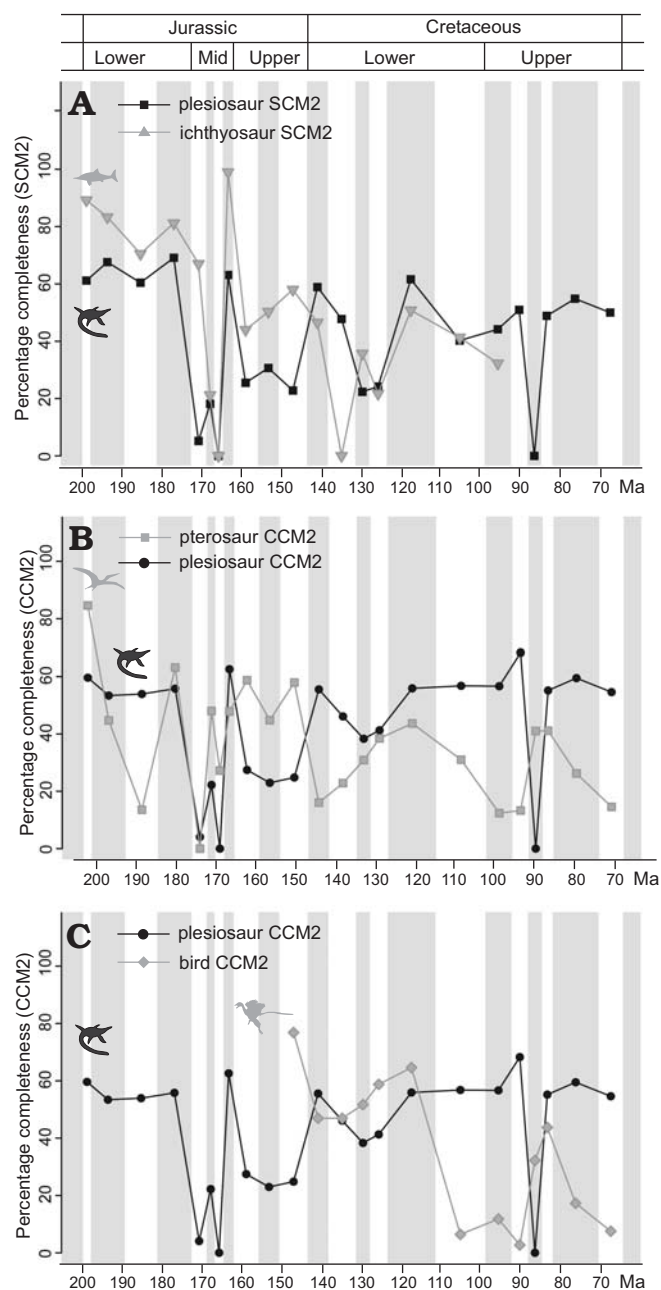 Jurassic Cretaceous
Lower Mid Upper Lower Upper
A
plesiosaur SCM2
ichthyosaur SCM2
Percentage completeness (SCM2)
100
80
60
40
20
0
200 190 180 170 160 150 140 130 120 110 100 90 80 70 Ma
B
pterosaur CCM2
plesiosaur CCM2
Percentage completeness (CCM2)
100
80
60
40
20
0
200 190 180 170 160 150 140 130 120 110 100 90 80 70 Ma
C
plesiosaur CCM2
bird CCM2
Percentage completeness (CCM2)
100
80
60
40
20
0
200 190 180 170 160 150 140 130 120 110 100 90 80 70 Ma